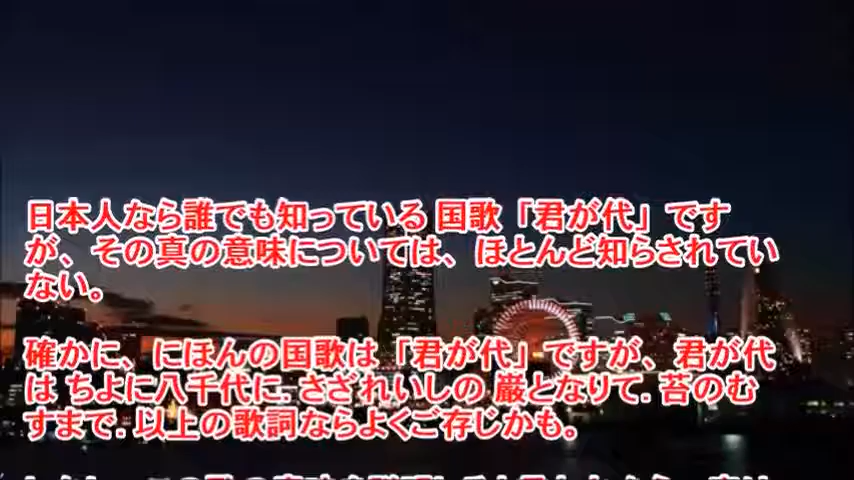 日本人なら誰でも知っている 国歌「君が代」です
が、その真の意味については、ほとんど知らされてい
ない。
確かに、にほんの国歌は「君が代」ですが、君が代
は ちよに八千代に. さざれいしの 巌となりて. 苔のむ
すまで. 以上の歌詞ならよくご存じかも。